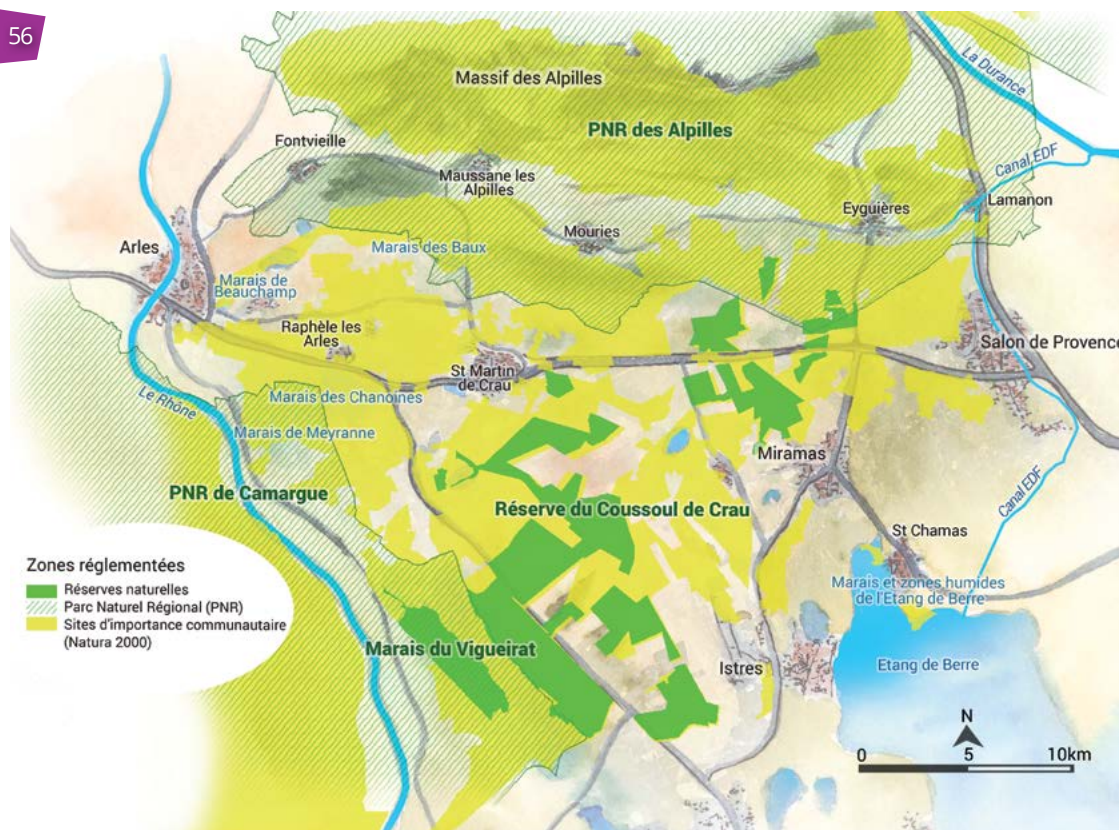 56
La Durance
Massif des Alpilles
PNR des Alpilles
Fontvieille
Maussane les
Alpilles
Canal EDF
Lamanon
Eyguières
Mouries
Arles
Marais des Baux
Marais de
Beauchamp
Raphèle les
Arles
Salon de Provence
St Martin
de Crau
Le Rhône
Marais des Chanoines
Marais de Meyranne
Miramas
PNR de Camargue
Réserve du Coussoul de Crau
Canal EDF
St Chamas
Zones réglementées
Réserves naturelles
Parc Naturel Régional (PNR)
Sites d'importance communautaire
(Natura 2000)
Marais et zones humides
de l'Etang de Berre
Marais du Vigueirat
Istres
Etang de Berre
N
0 5 10km